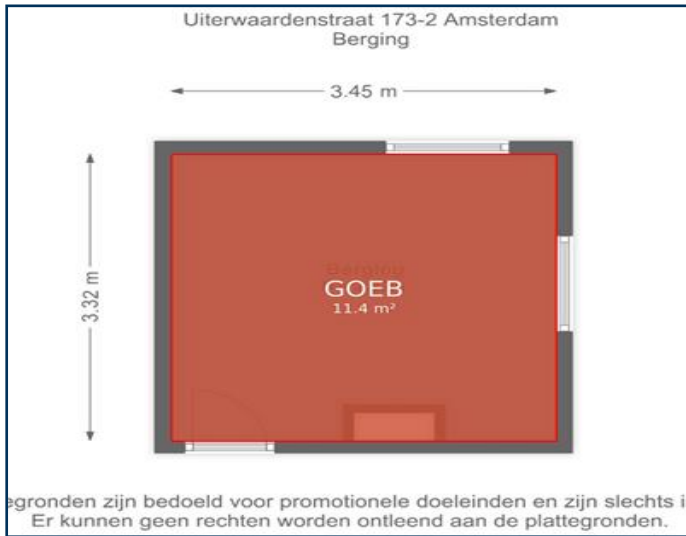 Uiterwaardenstraat 173-2 Amsterdam
Berging
3.45 m
3.32 m
Berging
GOEB
11.4 m²
egronden zijn bedoeld voor promotionele doeleinden en zijn slechts i
Er kunnen geen rechten worden ontleend aan de plattegronden.